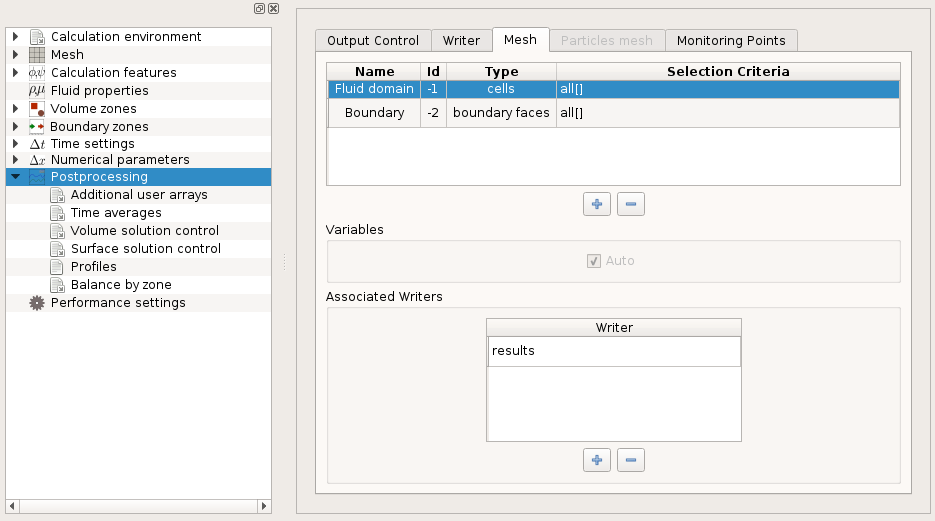 Calculation environment
Mesh
Calculation features
Fluid properties
Volume zones
Boundary zones
Δt Time settings
Δx Numerical parameters
Postprocessing
Additional user arrays
Time averages
Volume solution control
Surface solution control
Profiles
Balance by zone
Performance settings
Output Control Writer Mesh Particles mesh Monitoring Points
Name Id Type Selection Criteria
Fluid domain -1 cells all[]
Boundary -2 boundary faces all[]
Variables
Auto
Associated Writers
Writer
results